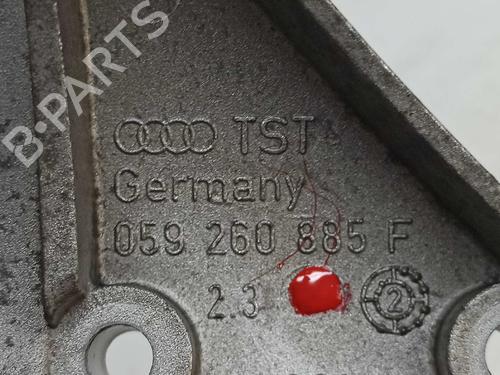 B-PARTS
TST
Germany
059 260 885 F
2.3
2